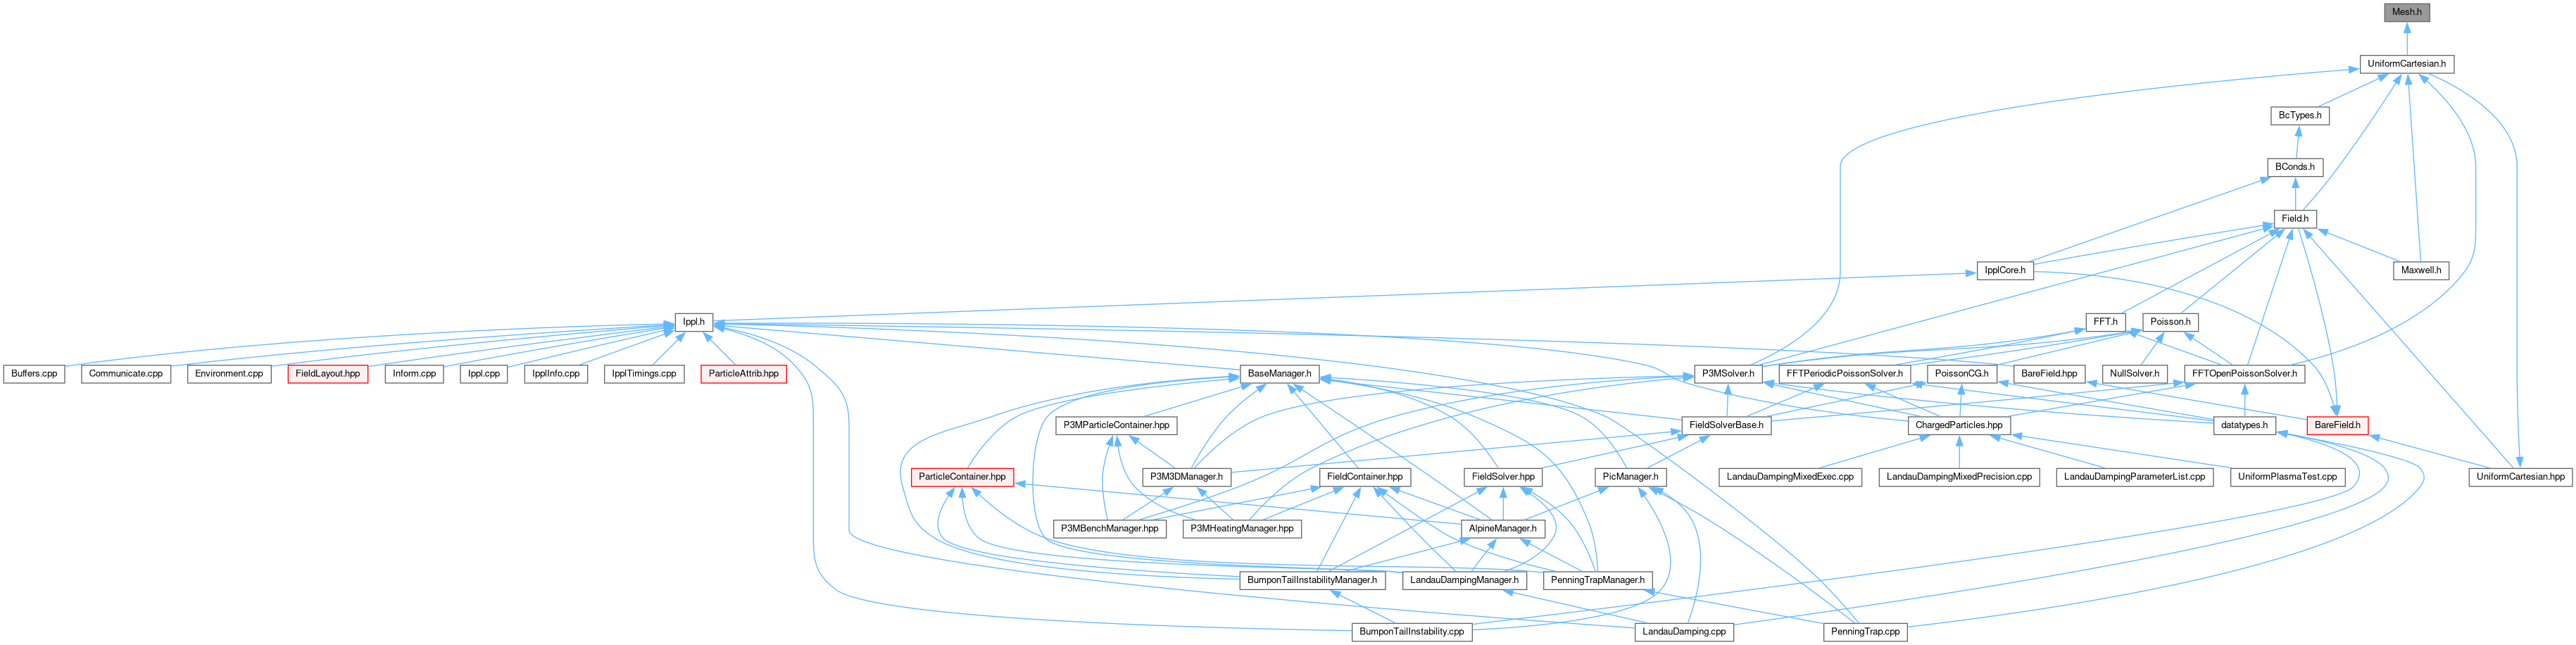 Mesh.h
UniformCartesian.h
BcTypes.h
BConds.h
Field.h
IpplCore.h
Maxwell.h
Ippl.h
FFT.h
Poisson.h
Buffers.cpp
Communicate.cpp
Environment.cpp
FieldLayout.hpp
Inform.cpp
Ippl.cpp
IpplInfo.cpp
IpplTimings.cpp
ParticleAttrib.hpp
BaseManager.h
P3MSolver.h
FFTPeriodicPoissonSolver.h
PoissonCG.h
BareField.hpp
NullSolver.h
FFTOpenPoissonSolver.h
P3MParticleContainer.hpp
FieldSolverBase.h
ChargedParticles.hpp
datatypes.h
BareField.h
ParticleContainer.hpp
P3M3DManager.h
FieldContainer.hpp
FieldSolver.hpp
PicManager.h
LandauDampingMixedExec.cpp
LandauDampingMixedPrecision.cpp
LandauDampingParameterList.cpp
UniformPlasmaTest.cpp
UniformCartesian.hpp
P3MBenchManager.hpp
P3MHeatingManager.hpp
AlpineManager.h
BumponTailInstabilityManager.h
LandauDampingManager.h
PenningTrapManager.h
BumponTailInstability.cpp
LandauDamping.cpp
PenningTrap.cpp